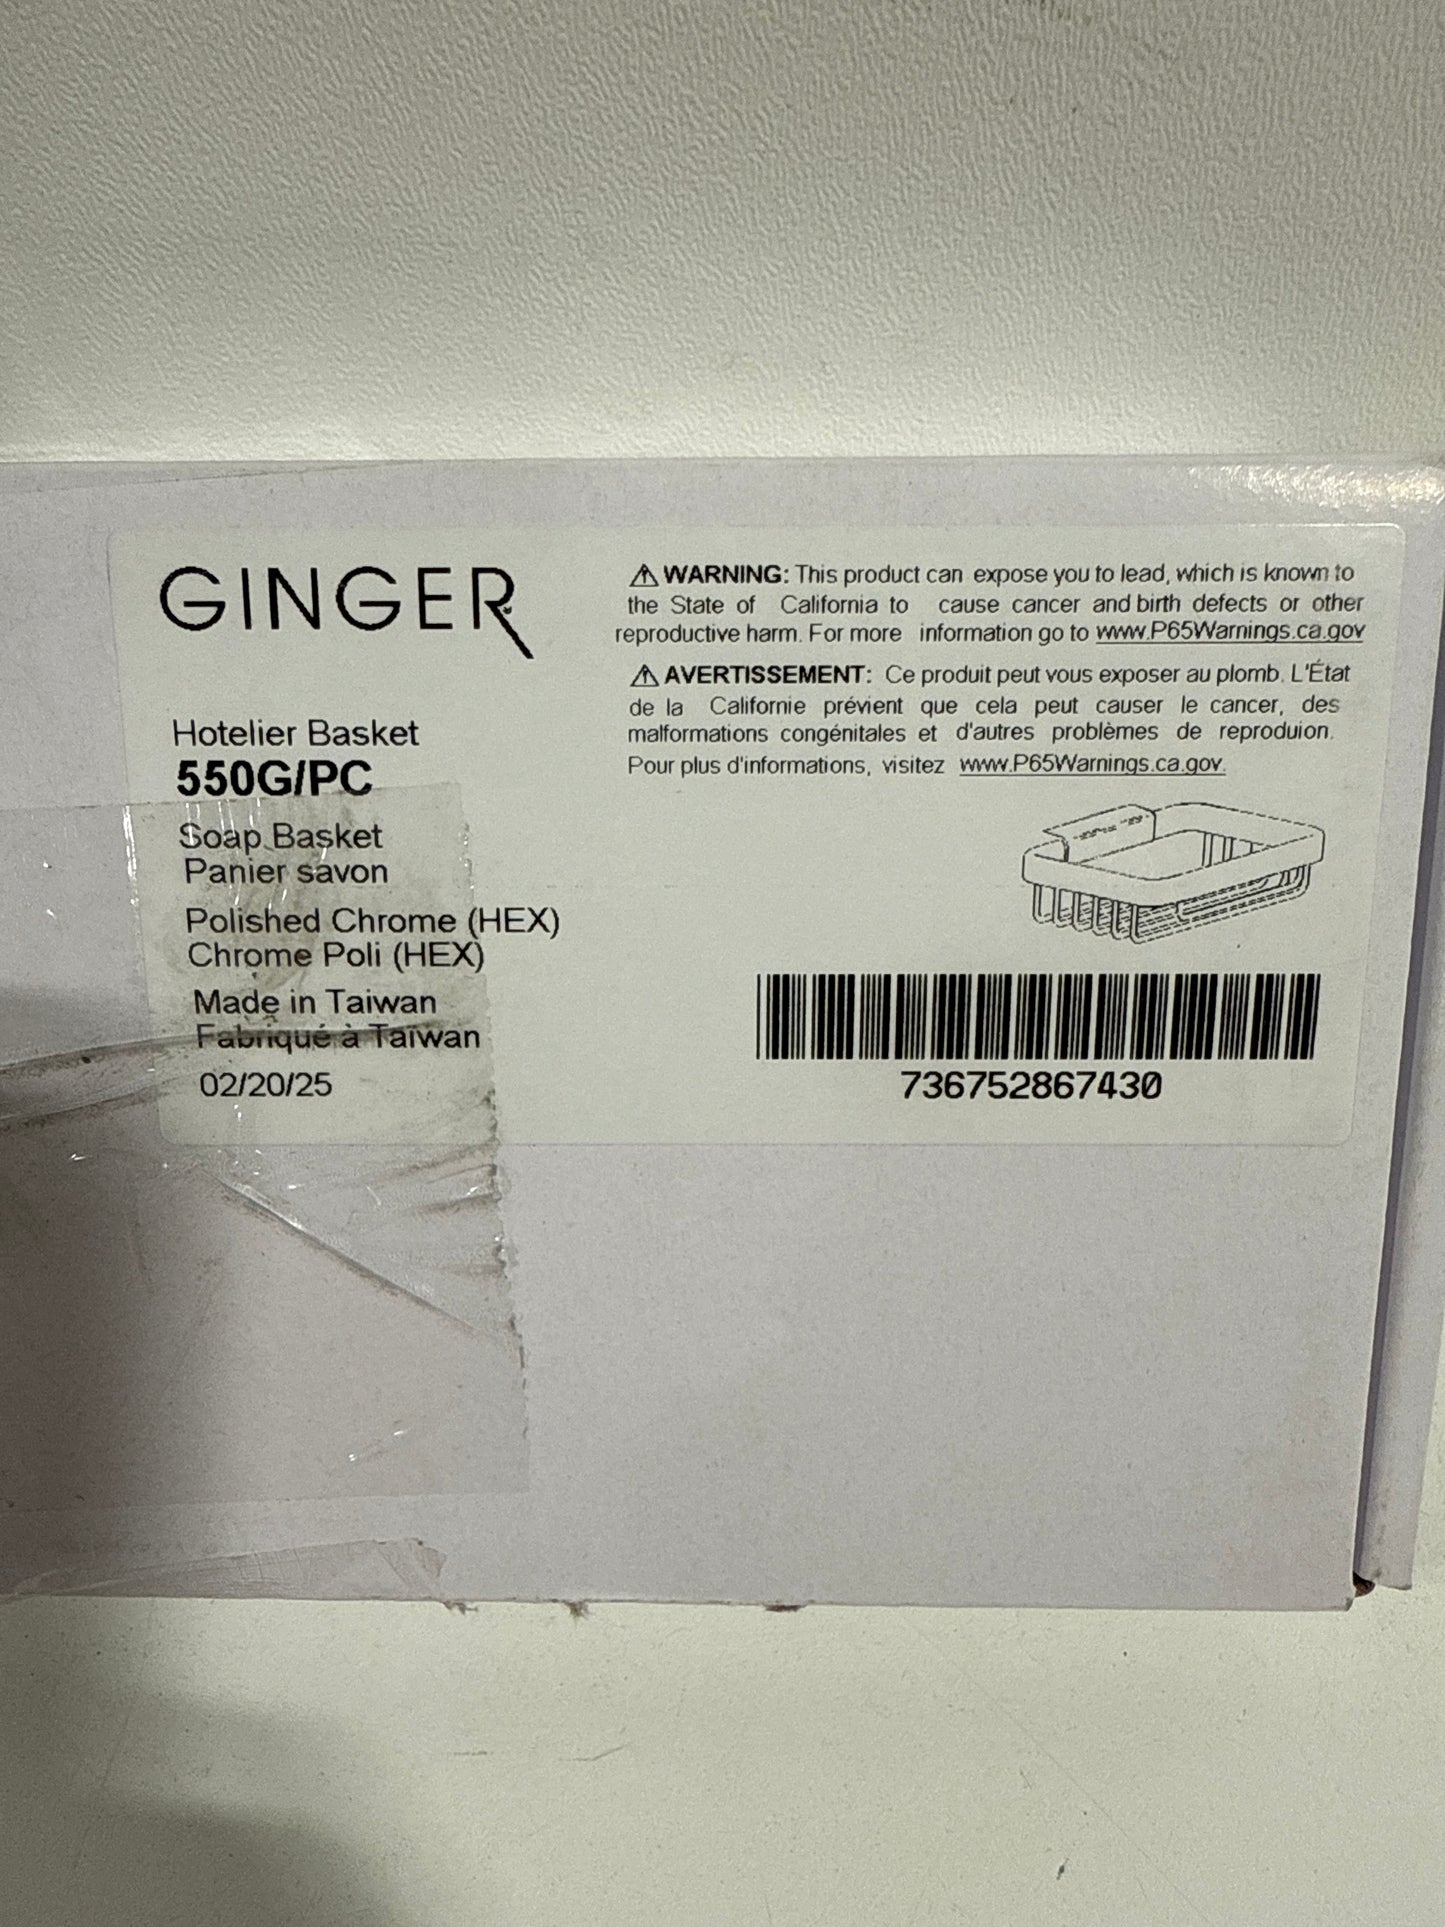 GINGER
Hotelier Basket
550G/PC
Soap Basket
Panier savon
Polished Chrome (HEX)
Chrome Poli (HEX)
Made in Taiwan
Fabriqué à Taïwan
02/20/25
⚠ WARNING: This product can expose you to lead, which is known to
the State of California to cause cancer and birth defects or other
reproductive harm. For more information go to www.P65Warnings.ca.gov
⚠ AVERTISSEMENT: Ce produit peut vous exposer au plomb. L'État
de la Californie prévient que cela peut causer le cancer, des
malformations congénitales et d'autres problèmes de reproduion.
Pour plus d'informations, visitez www.P65Warnings.ca.gov.
736752867430